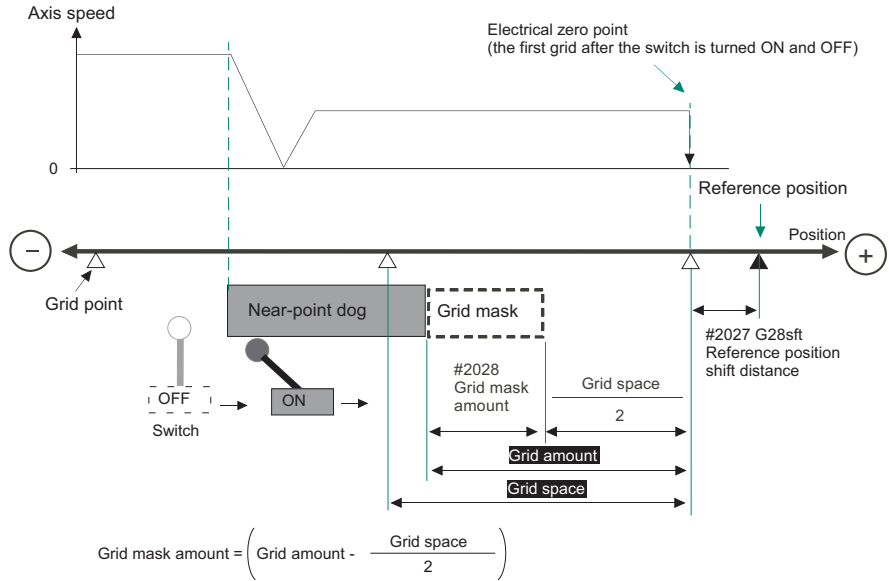 Axis speed
Electrical zero point
(the first grid after the switch is turned ON and OFF)
0
Reference position
Position
−
+
Grid point
Near-point dog
Grid mask
#2027 G28sft
Reference position
shift distance
#2028
Grid mask
amount
Grid space
2
OFF
ON
Switch
Grid amount
Grid space
Grid mask amount = ( Grid amount - Grid space / 2 )